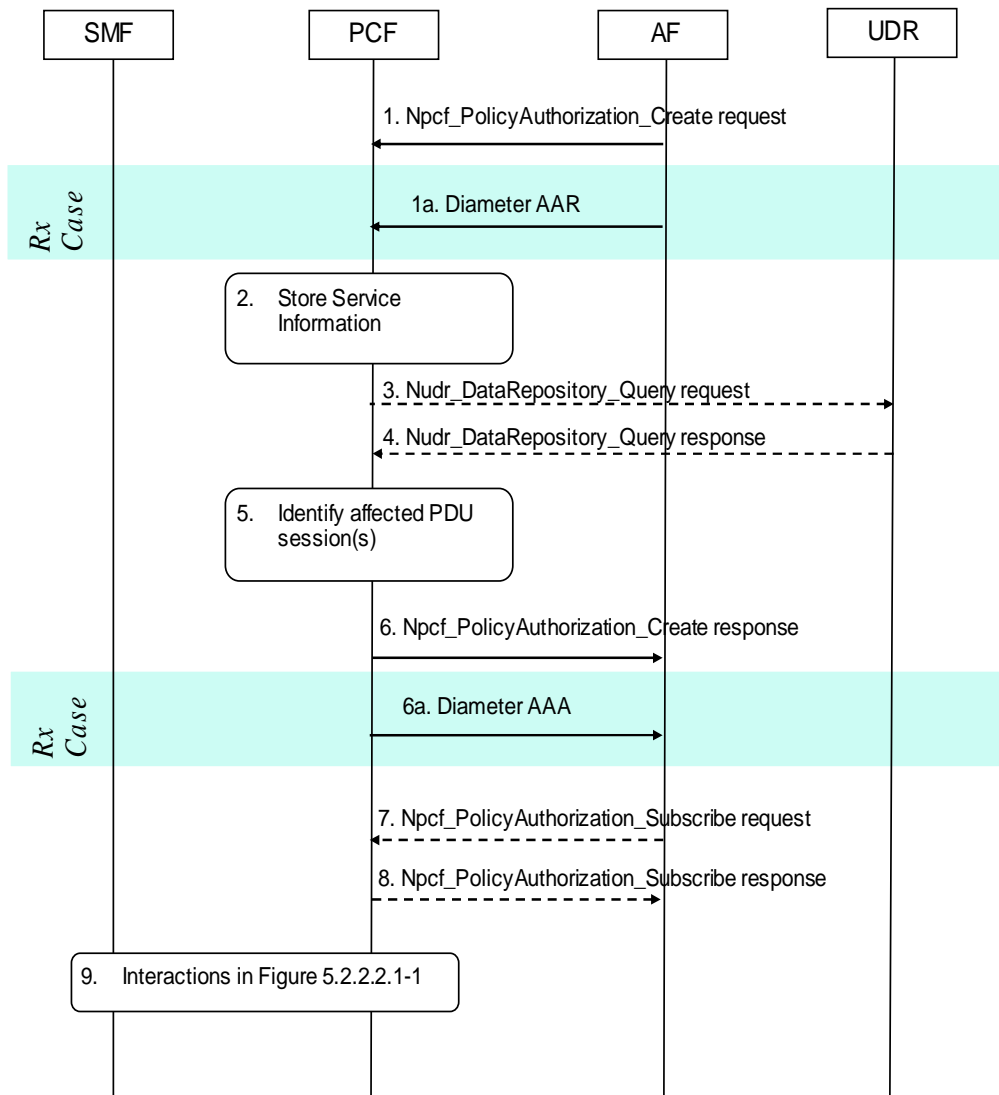 SMF
PCF
AF
UDR
1. Npcf_PolicyAuthorization_Create request
Rx
Case
1a. Diameter AAR
2. Store Service
Information
3. Nudr_DataRepository_Query request
4. Nudr_DataRepository_Query response
5. Identify affected PDU
session(s)
6. Npcf_PolicyAuthorization_Create response
Rx
Case
6a. Diameter AAA
7. Npcf_PolicyAuthorization_Subscribe request
8. Npcf_PolicyAuthorization_Subscribe response
9. Interactions in Figure 5.2.2.2.1-1